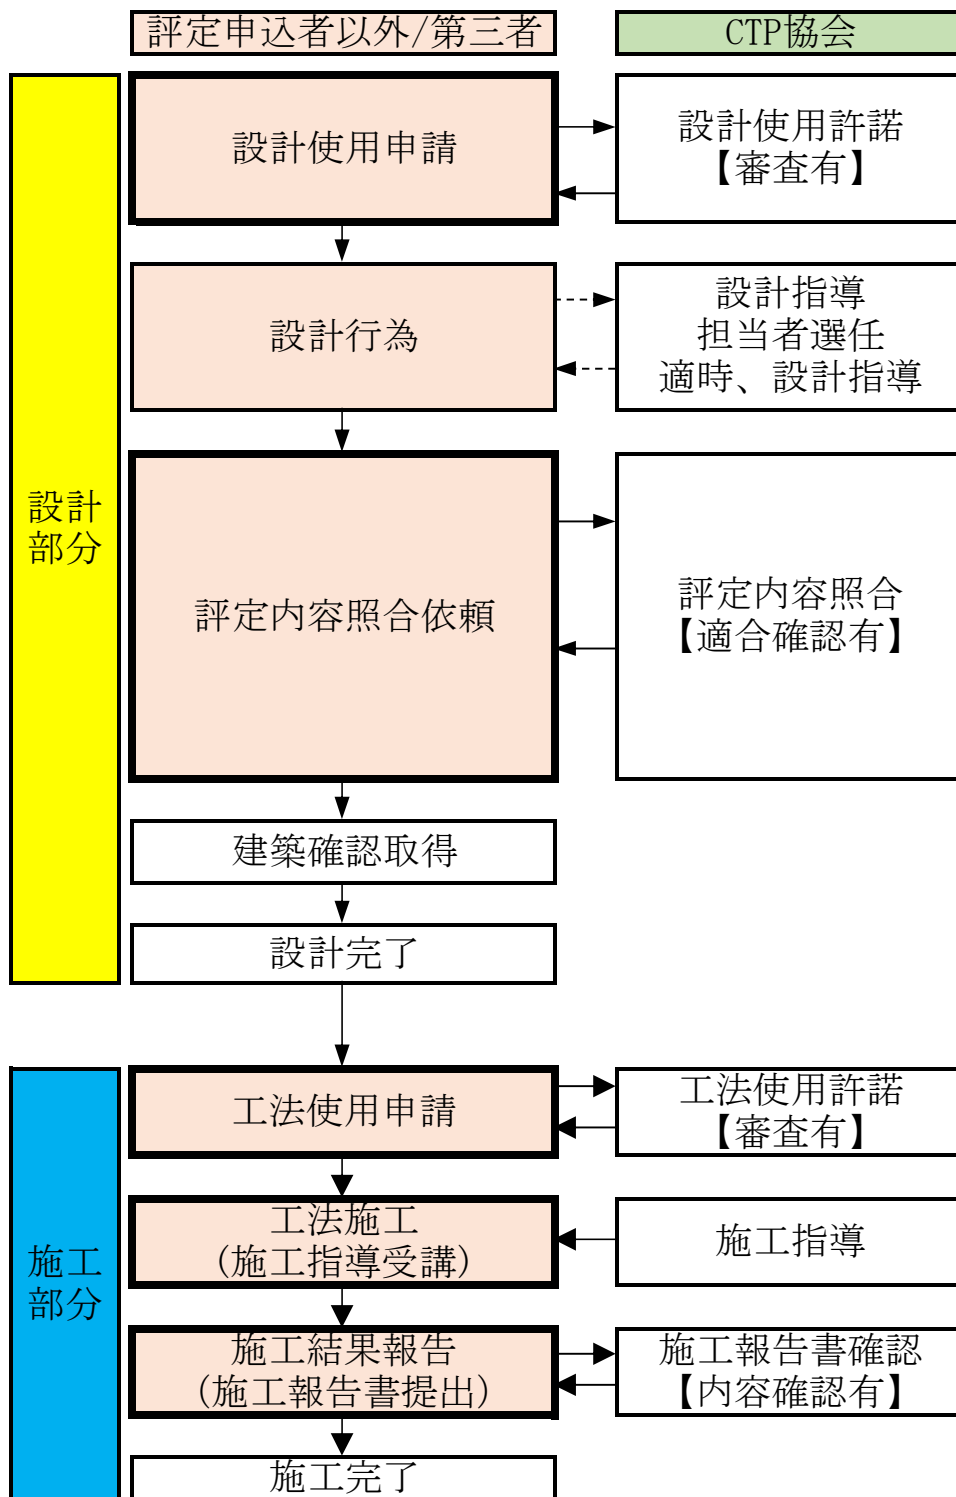 評定申込者以外/第三者
CTP協会
設計
部分
設計使用申請
設計使用許諾
【審査有】
設計行為
設計指導
担当者選任
適時、設計指導
評定内容照合依頼
評定内容照合
【適合確認有】
建築確認取得
設計完了
施工
部分
工法使用申請
工法使用許諾
【審査有】
工法施工
(施工指導受講)
施工指導
施工結果報告
(施工報告書提出)
施工報告書確認
【内容確認有】
施工完了